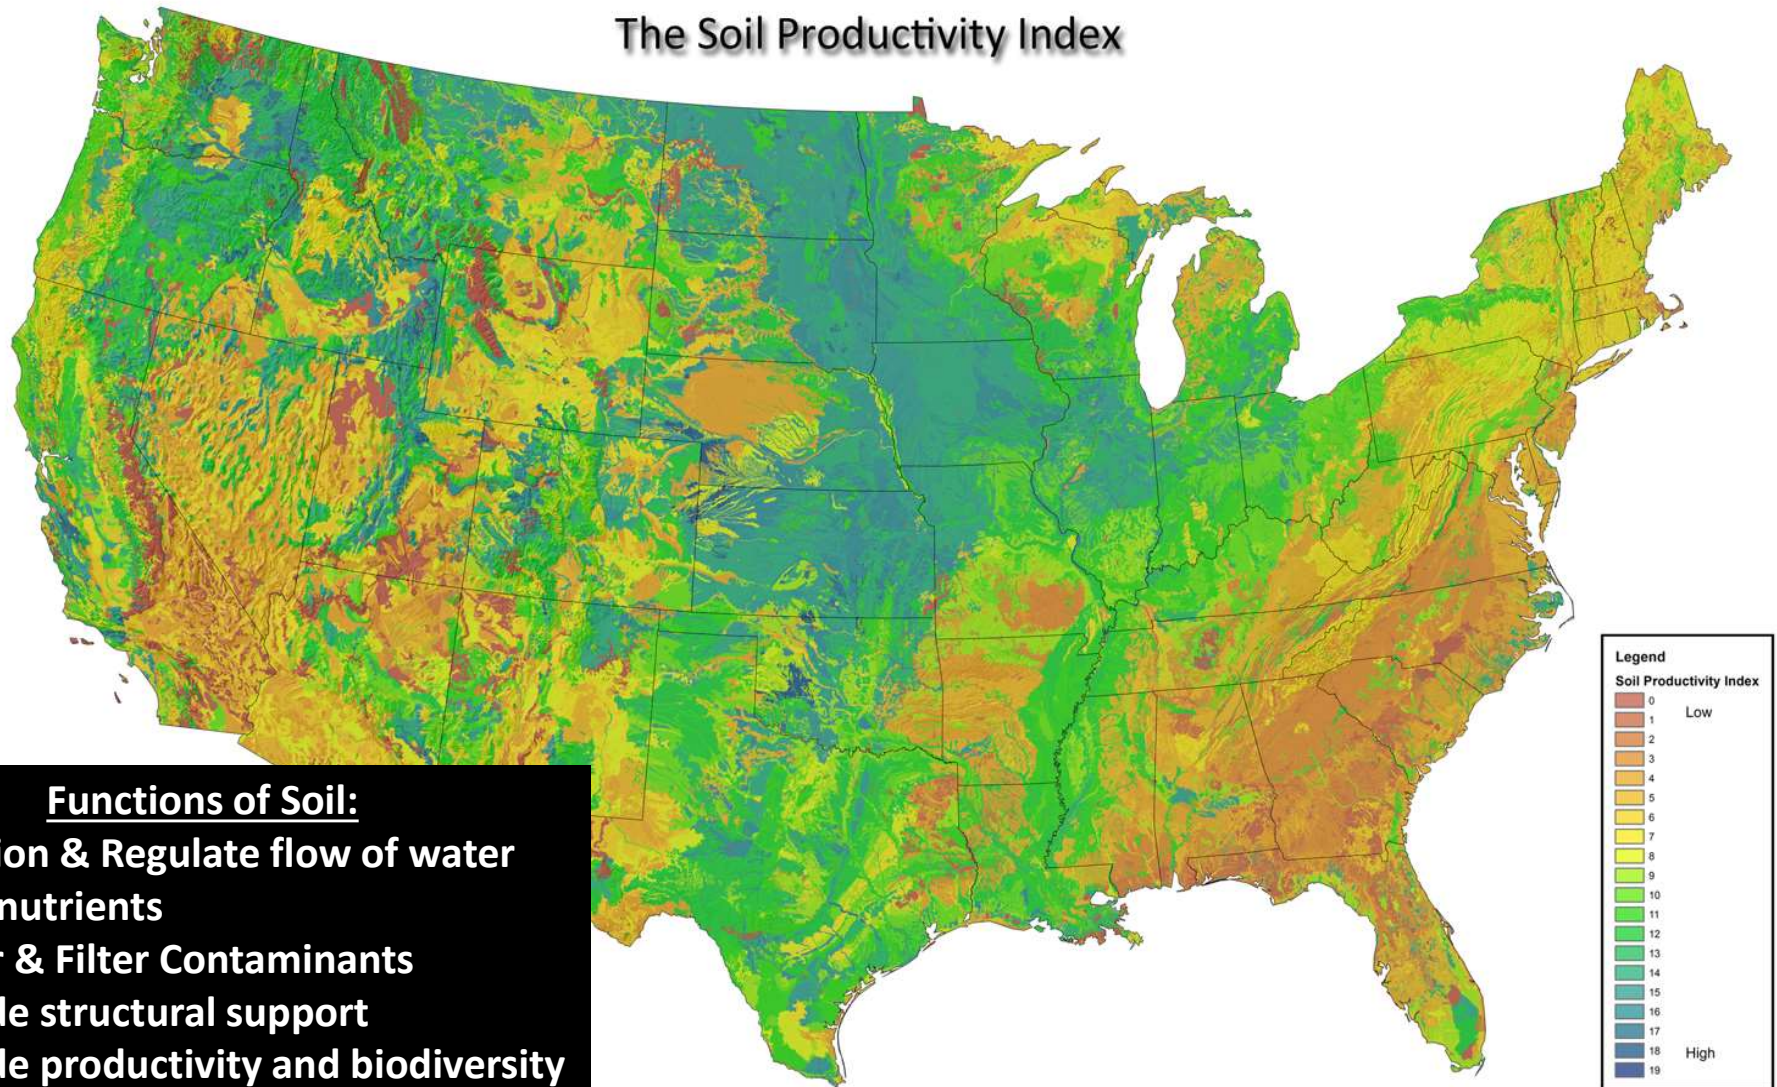 The Soil Productivity Index
Functions of Soil:
ion & Regulate flow of water
nutrients
r & Filter Contaminants
de structural support
de productivity and biodiversity
Legend
Soil Productivity Index
0
Low
1
2
3
4
5
6
7
8
9
10
11
12
13
14
15
16
17
18 High
19